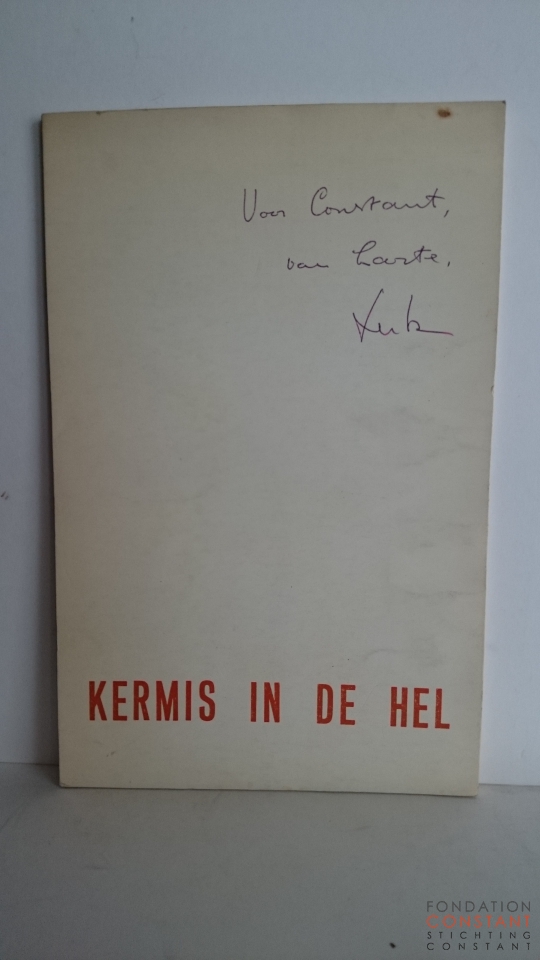 Voor Constant,
van harte.
KERMIS IN DE HEL
FONDATION
CONSTANT
STICHTING
CONSTANT